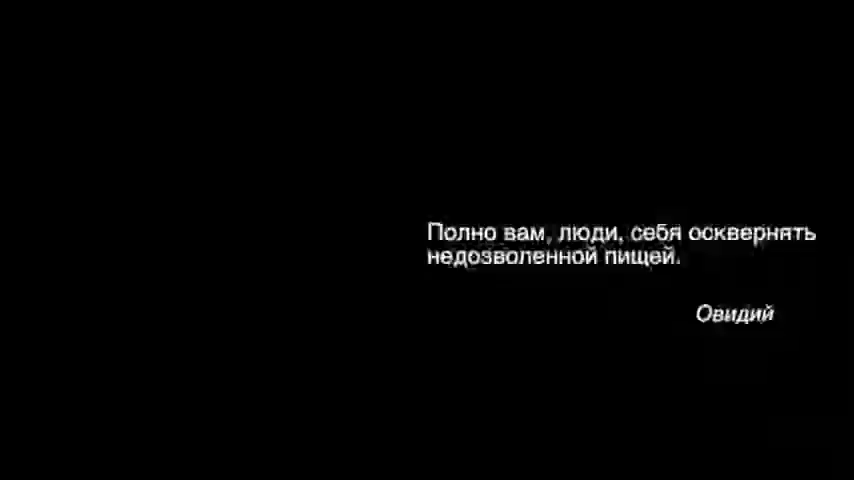 Полно вам, люди, себя осквернять
недозволенной пищей.
Овидий